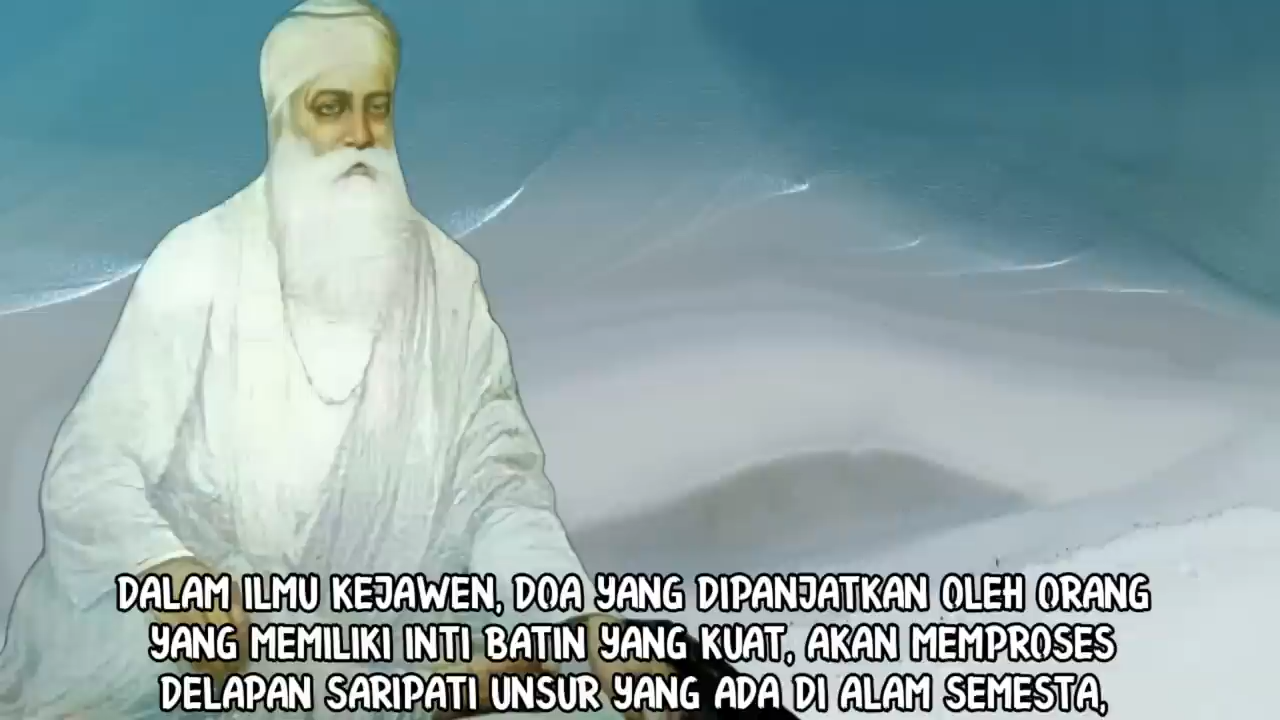 DALAM ILMU KEJAWEN, DOA YANG DIPANJATKAN OLEH ORANG
YANG MEMILIKI INTI BATIN YANG KUAT, AKAN MEMPROSES
DELAPAN SARIPATI UNSUR YANG ADA DI ALAM SEMESTA,